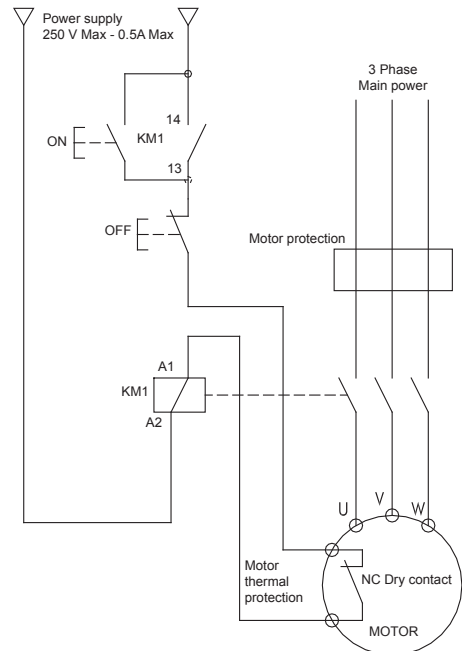 Power supply
250 V Max - 0.5A Max
3 Phase
Main power
14
ON
KM1
13
OFF
Motor protection
A1
KM1
A2
U
V
W
Motor
thermal
protection
NC Dry contact
MOTOR